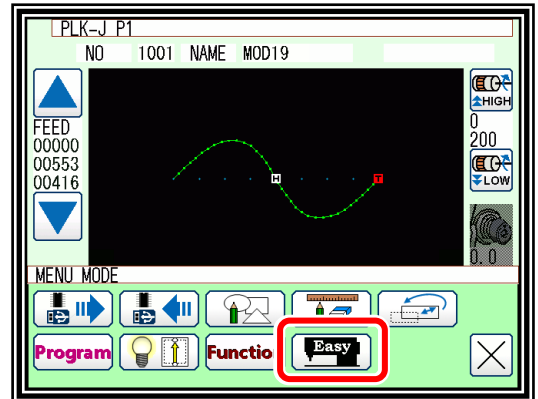 PLK-J P1
NO 1001 NAME MOD19
HIGH
FEED
00000
00553
00416
0
200
LOW
H
T
0.0
MENU MODE
Program
Functio
Easy